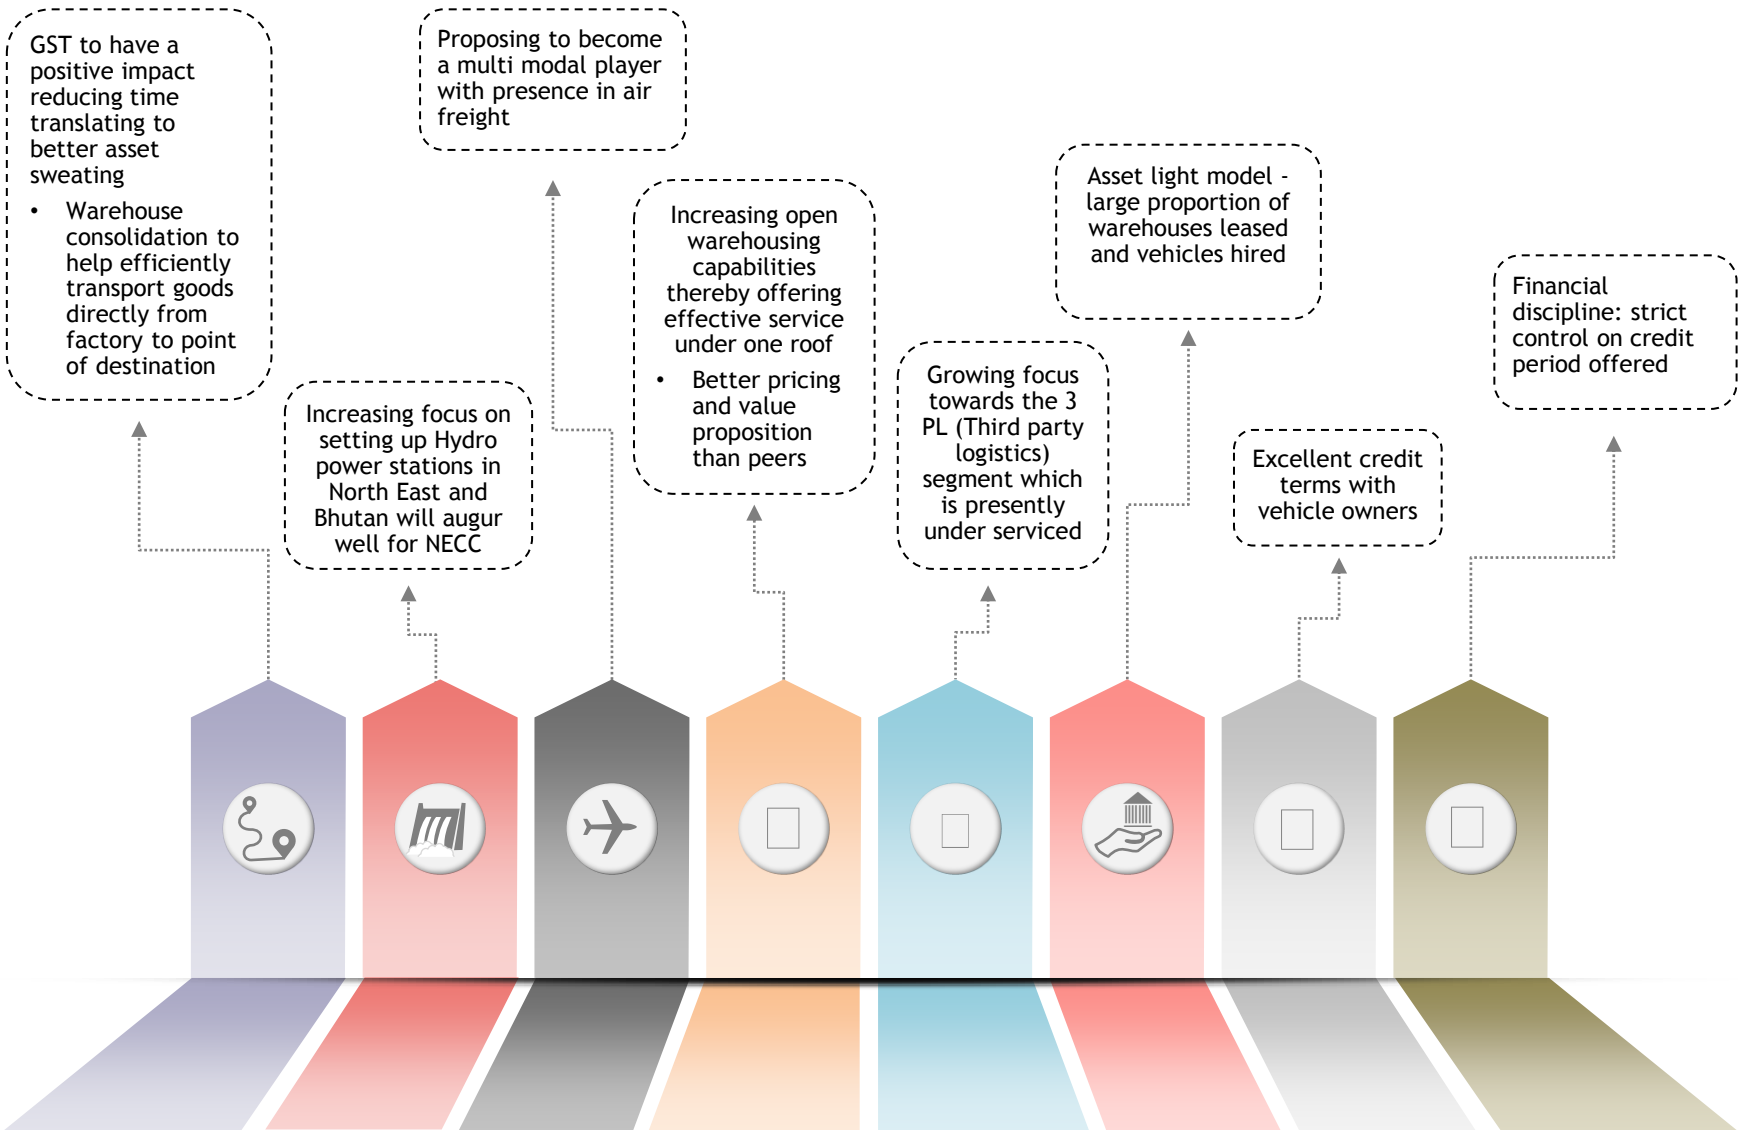 GST to have a
positive impact
reducing time
translating to
better asset
sweating
• Warehouse
consolidation to
help efficiently
transport goods
directly from
factory to point
of destination
Increasing focus on
setting up Hydro
power stations in
North East and
Bhutan will augur
well for NECC
Proposing to become
a multi modal player
with presence in air
freight
Increasing open
warehousing
capabilities
thereby offering
effective service
under one roof
• Better pricing
and value
proposition
than peers
Growing focus
towards the 3
PL (Third party
logistics)
segment which
is presently
under serviced
Asset light model -
large proportion of
warehouses leased
and vehicles hired
Excellent credit
terms with
vehicle owners
Financial
discipline: strict
control on credit
period offered